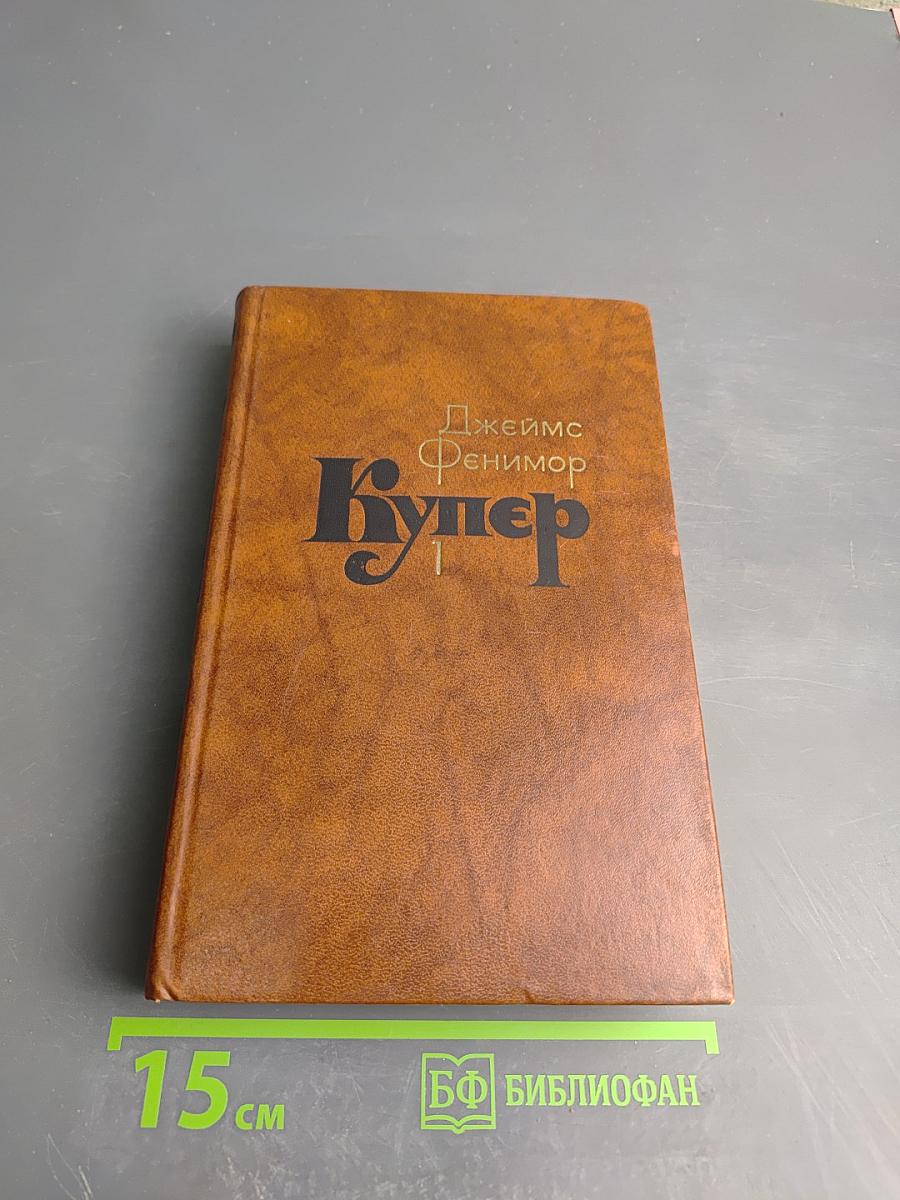 Джеймс
Фенимор
Купер
1
15 см
БФ БИБЛИОФАН